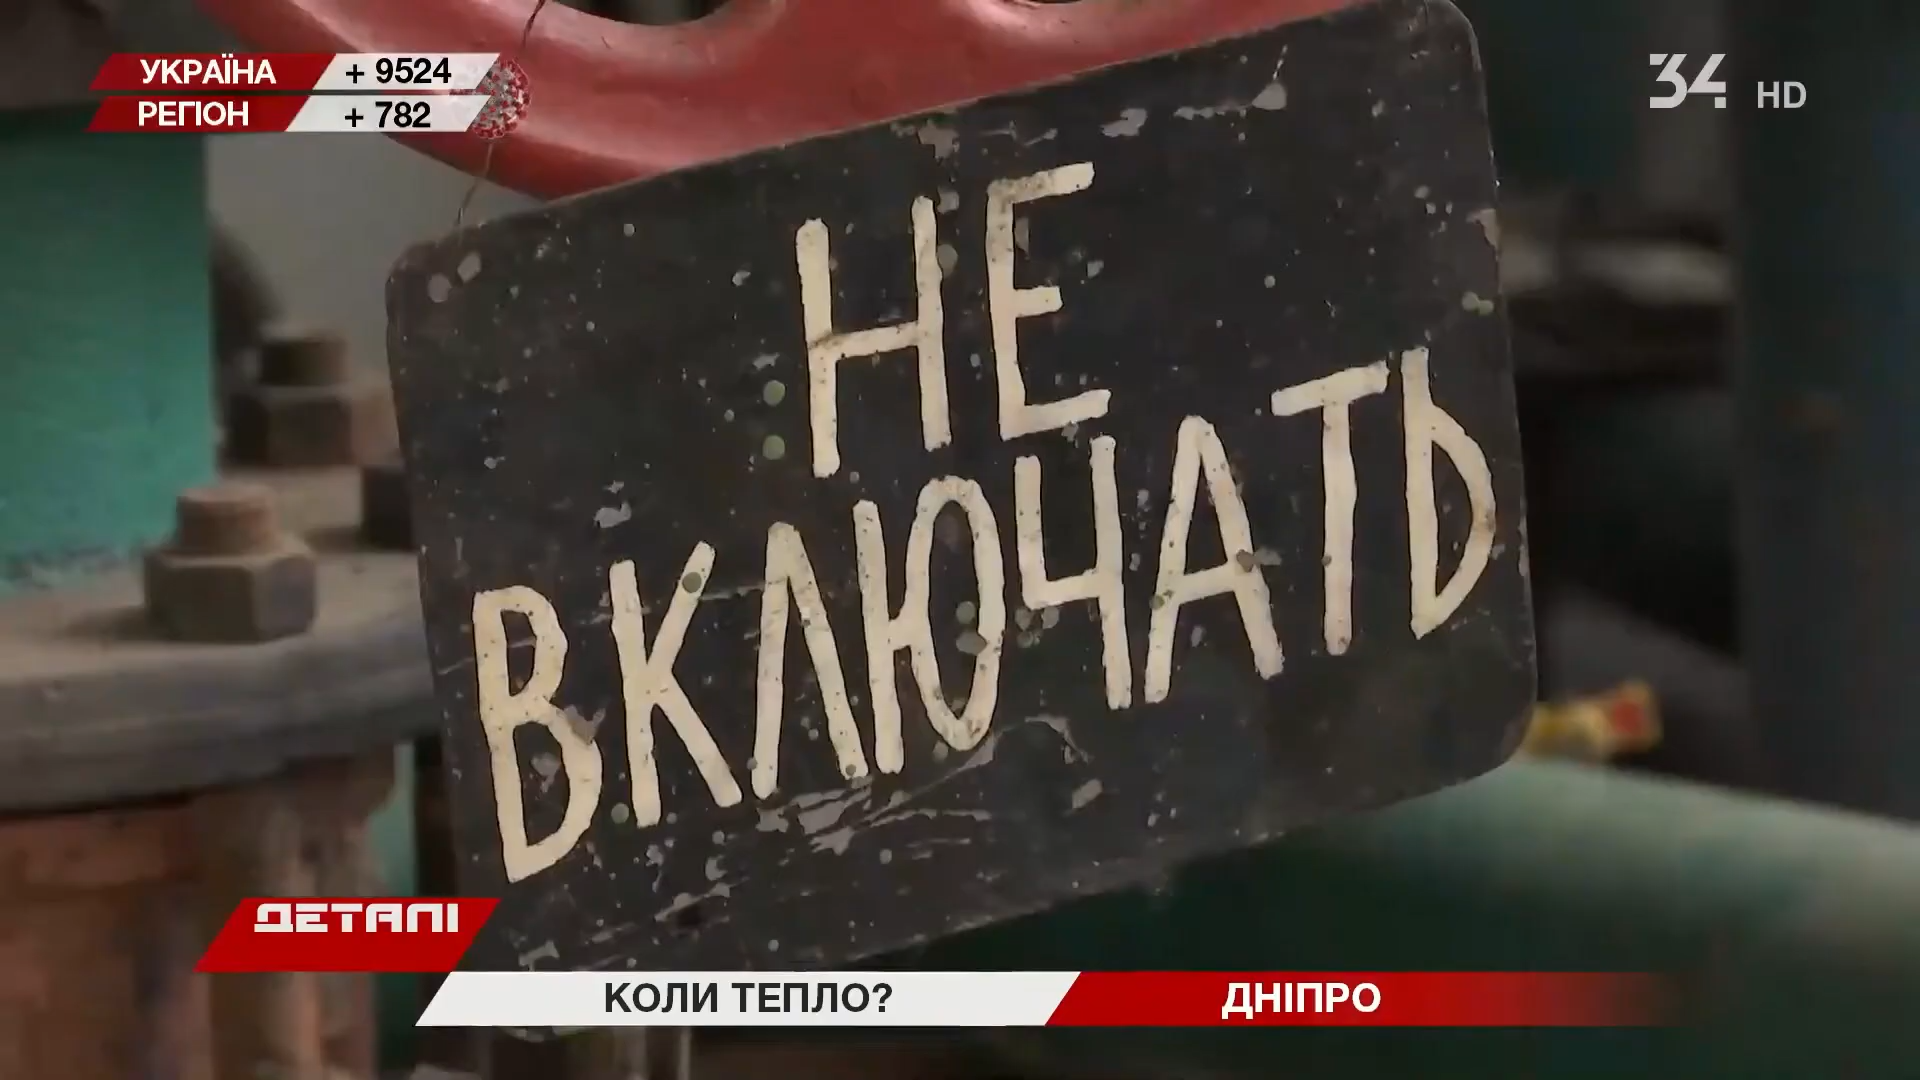 УКРАЇНА + 9524
РЕГІОН + 782
34 HD
НЕ
ВКЛЮЧАТЬ
ДЕТАЛІ
КОЛИ ТЕПЛО? ДНІПРО